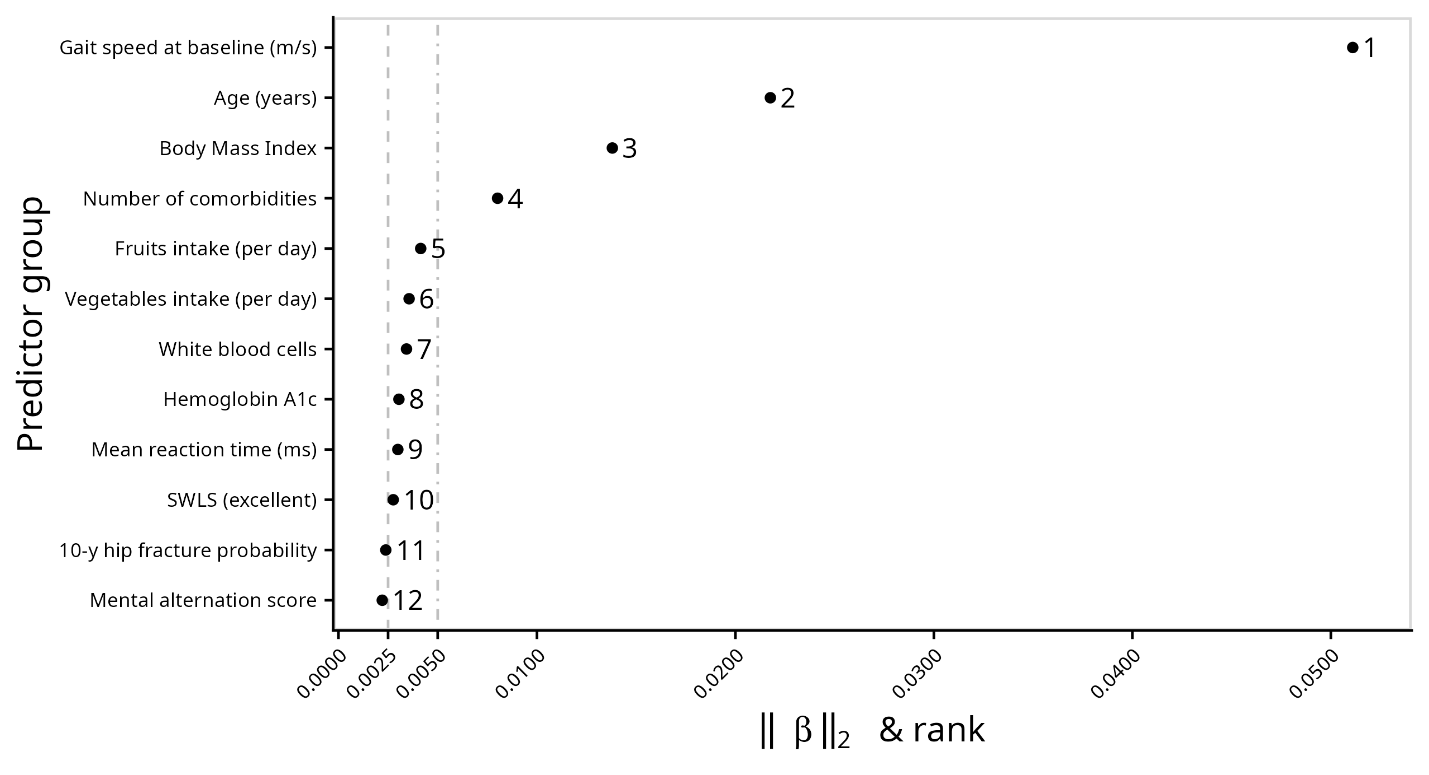 Predictor group
Gait speed at baseline (m/s)
1
Age (years)
2
Body Mass Index
3
Number of comorbidities
4
Fruits intake (per day)
5
Vegetables intake (per day)
6
White blood cells
7
Hemoglobin A1c
8
Mean reaction time (ms)
9
SWLS (excellent)
10
10-y hip fracture probability
11
Mental alternation score
12
0.0000 0.0025 0.0050 0.0100 0.0200 0.0300 0.0400 0.0500
|| β ||2 & rank